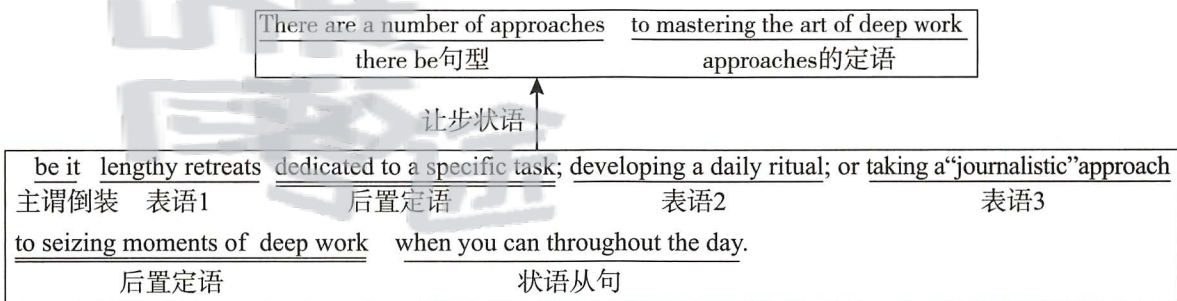 There are a number of approaches to mastering the art of deep work
there be句型 approaches的定语
让步状语
be it lengthy retreats dedicated to a specific task; developing a daily ritual; or taking a“journalistic”approach
主谓倒装 表语1 后置定语 表语2 表语3
to seizing moments of deep work when you can throughout the day.
后置定语 状语从句